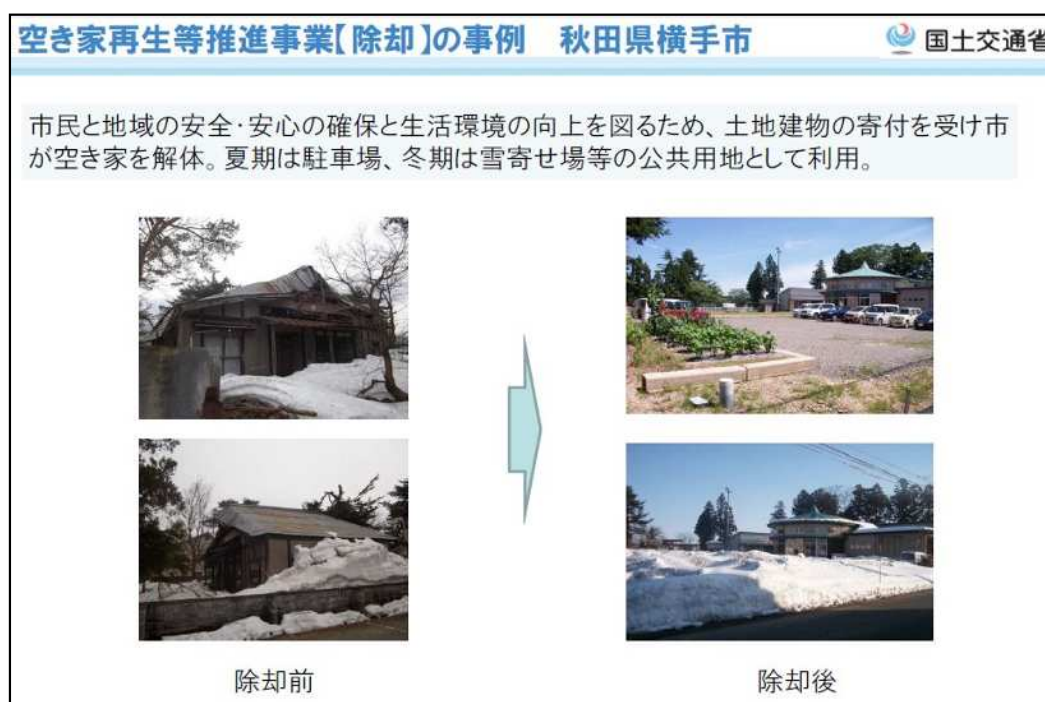 空き家再生等推進事業【除却】の事例　秋田県横手市
国土交通省
市民と地域の安全・安心の確保と生活環境の向上を図るため、土地建物の寄付を受け市
が空き家を解体。夏期は駐車場、冬期は雪寄せ場等の公共用地として利用。
除却前
除却後